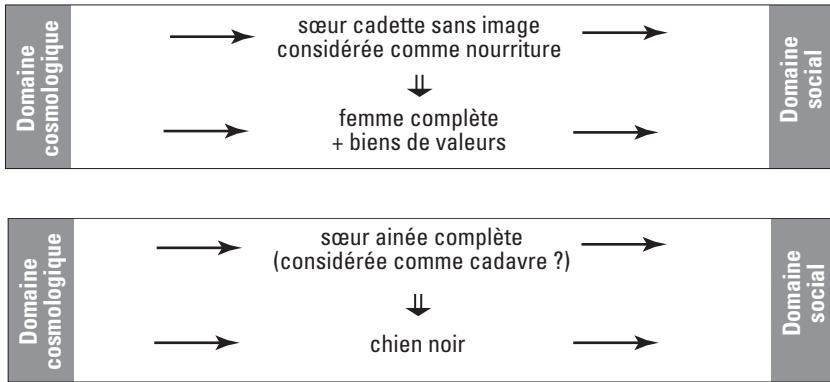 Domaine
cosmologique
sœur cadette sans image
considérée comme nourriture
femme complète
+ biens de valeurs
Domaine
social
Domaine
cosmologique
sœur ainée complète
(considérée comme cadavre ?)
chien noir
Domaine
social